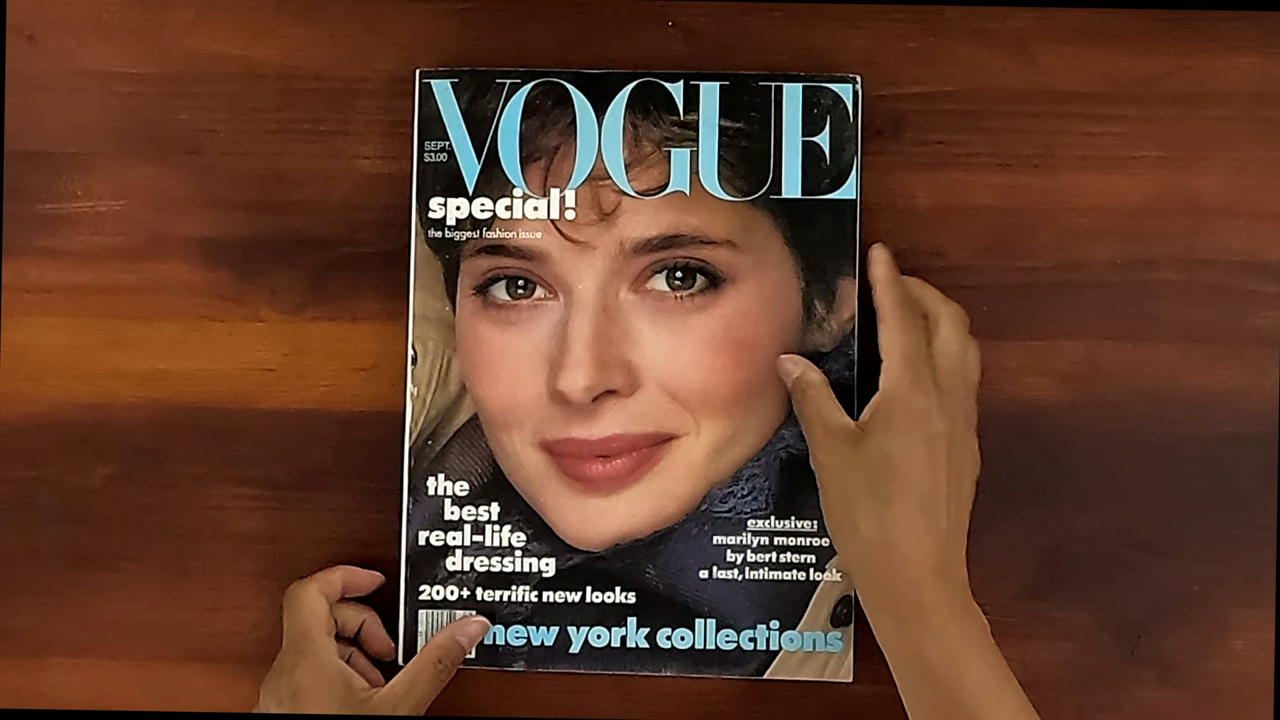 VOGUE
SEPT.
$3.00
special!
the biggest fashion issue
the
best
real-life
dressing
exclusive:
marilyn monroe
by bert stern
a last, intimate look
200+ terrific new looks
new york collections